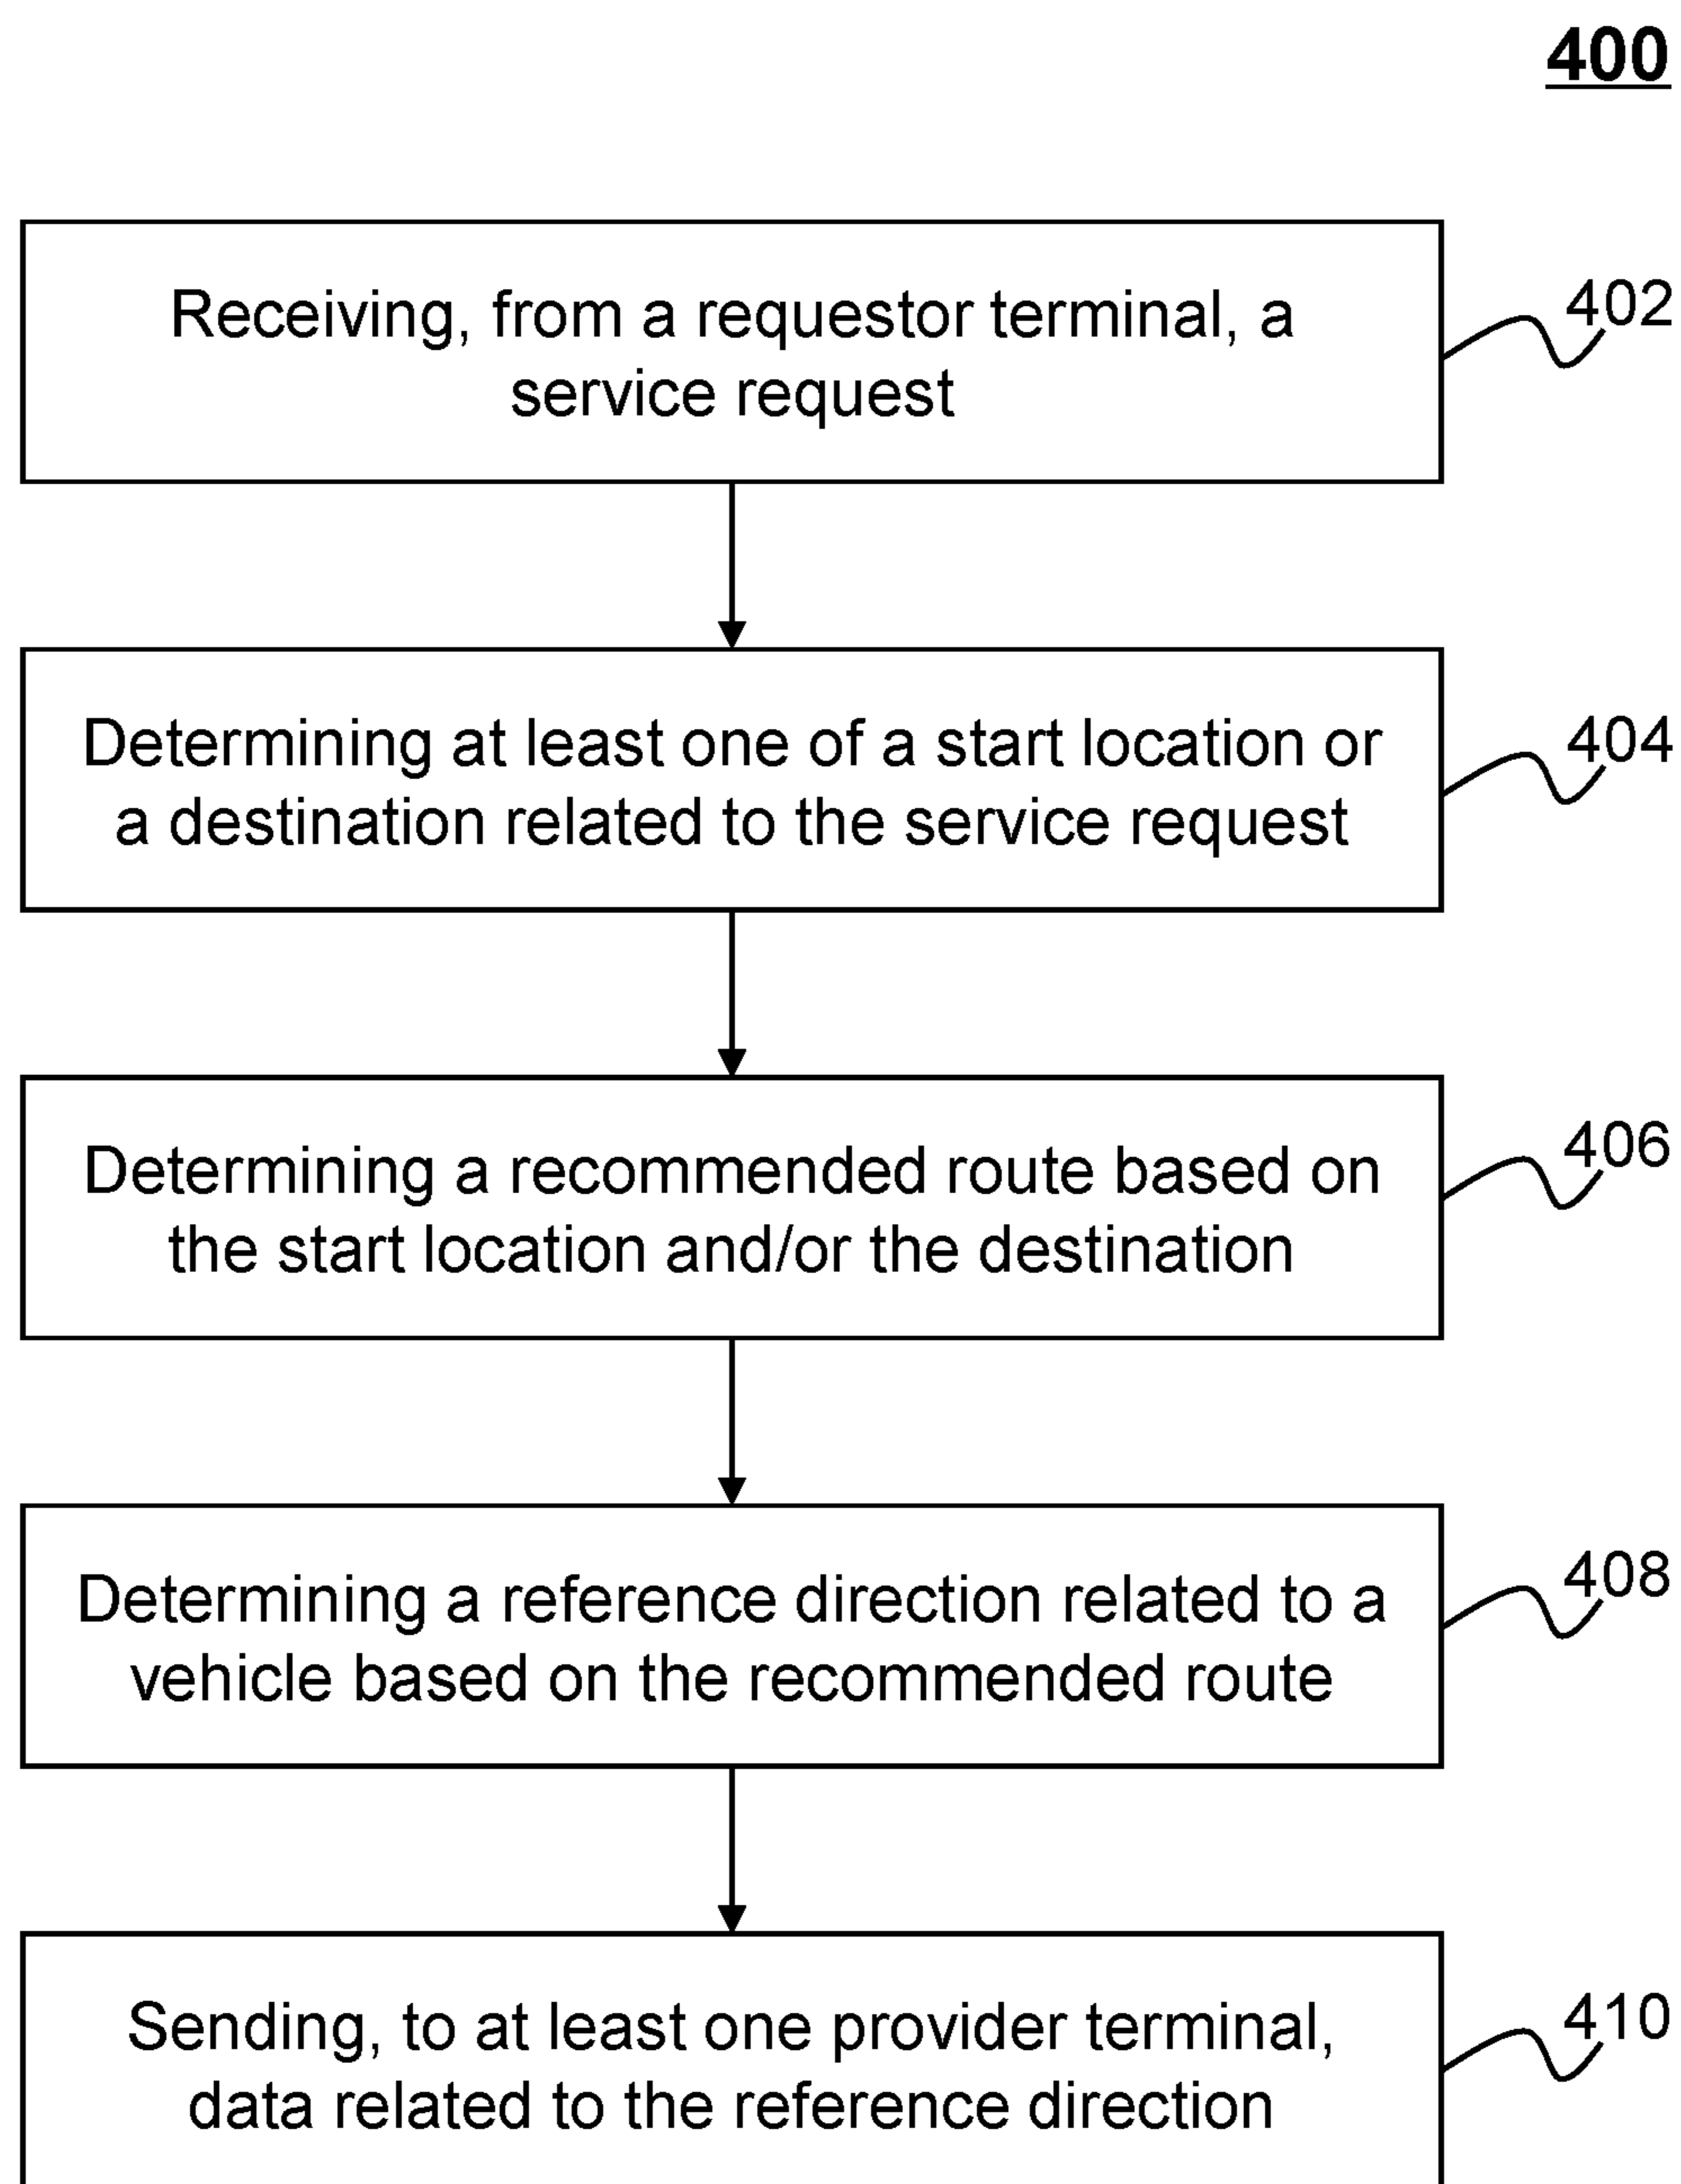 400
Receiving, from a requestor terminal, a
service request
402
Determining at least one of a start location or
a destination related to the service request
404
Determining a recommended route based on
the start location and/or the destination
406
Determining a reference direction related to a
vehicle based on the recommended route
408
Sending, to at least one provider terminal,
data related to the reference direction
410